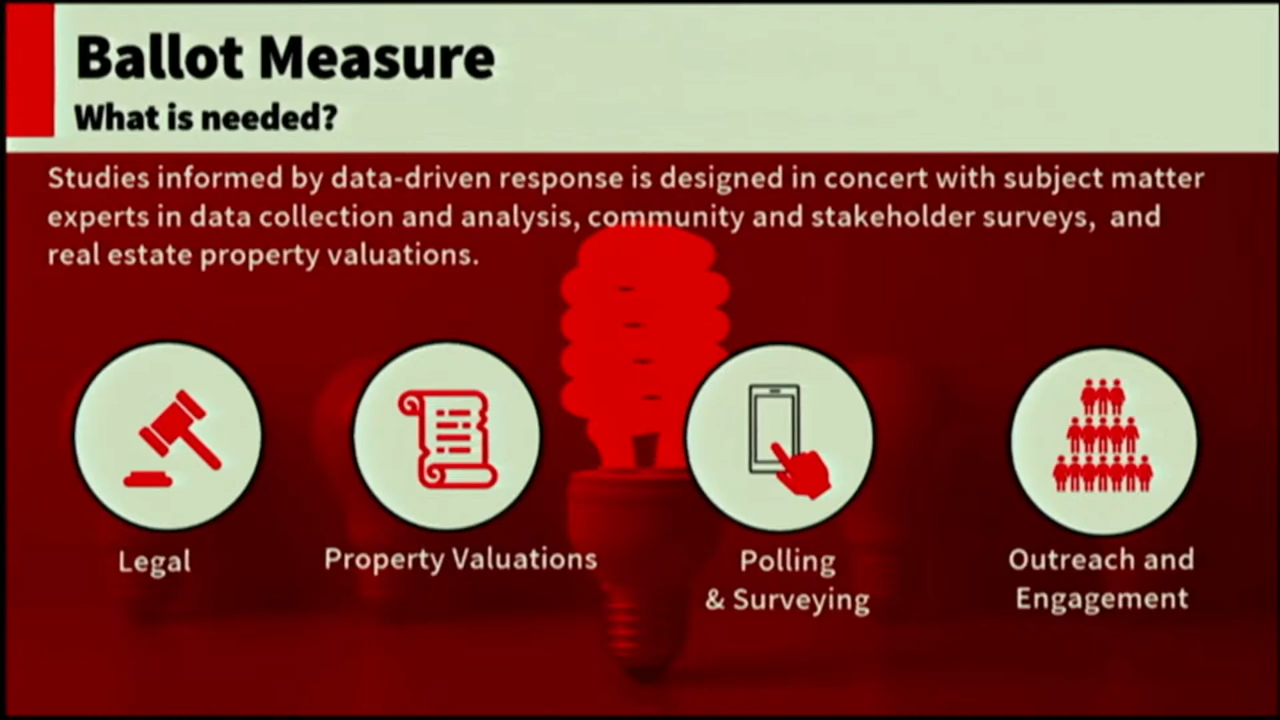 Ballot Measure
What is needed?
Studies informed by data-driven response is designed in concert with subject matter
experts in data collection and analysis, community and stakeholder surveys,  and
real estate property valuations.
Legal
Property Valuations
Polling
& Surveying
Outreach and
Engagement